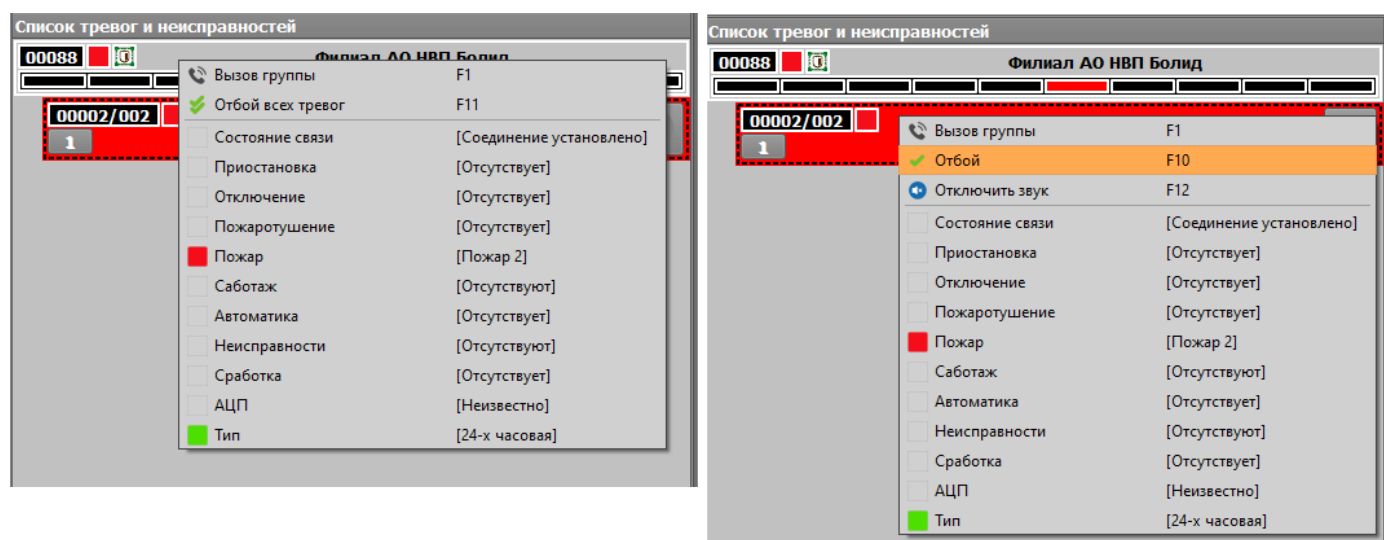 Список тревог и неисправностей
00088 Филиал АО НВП Болид
Вызов группы F1
Отбой всех тревог F11
00002/002
1
Состояние связи [Соединение установлено]
Приостановка [Отсутствует]
Отключение [Отсутствует]
Пожаротушение [Отсутствует]
Пожар [Пожар 2]
Саботаж [Отсутствуют]
Автоматика [Отсутствует]
Неисправности [Отсутствуют]
Сработка [Отсутствует]
АЦП [Неизвестно]
Тип [24-х часовая]
Список тревог и неисправностей
00088 Филиал АО НВП Болид
00002/002
1
Вызов группы F1
Отбой F10
Отключить звук F12
Состояние связи [Соединение установлено]
Приостановка [Отсутствует]
Отключение [Отсутствует]
Пожаротушение [Отсутствует]
Пожар [Пожар 2]
Саботаж [Отсутствуют]
Автоматика [Отсутствует]
Неисправности [Отсутствуют]
Сработка [Отсутствует]
АЦП [Неизвестно]
Тип [24-х часовая]